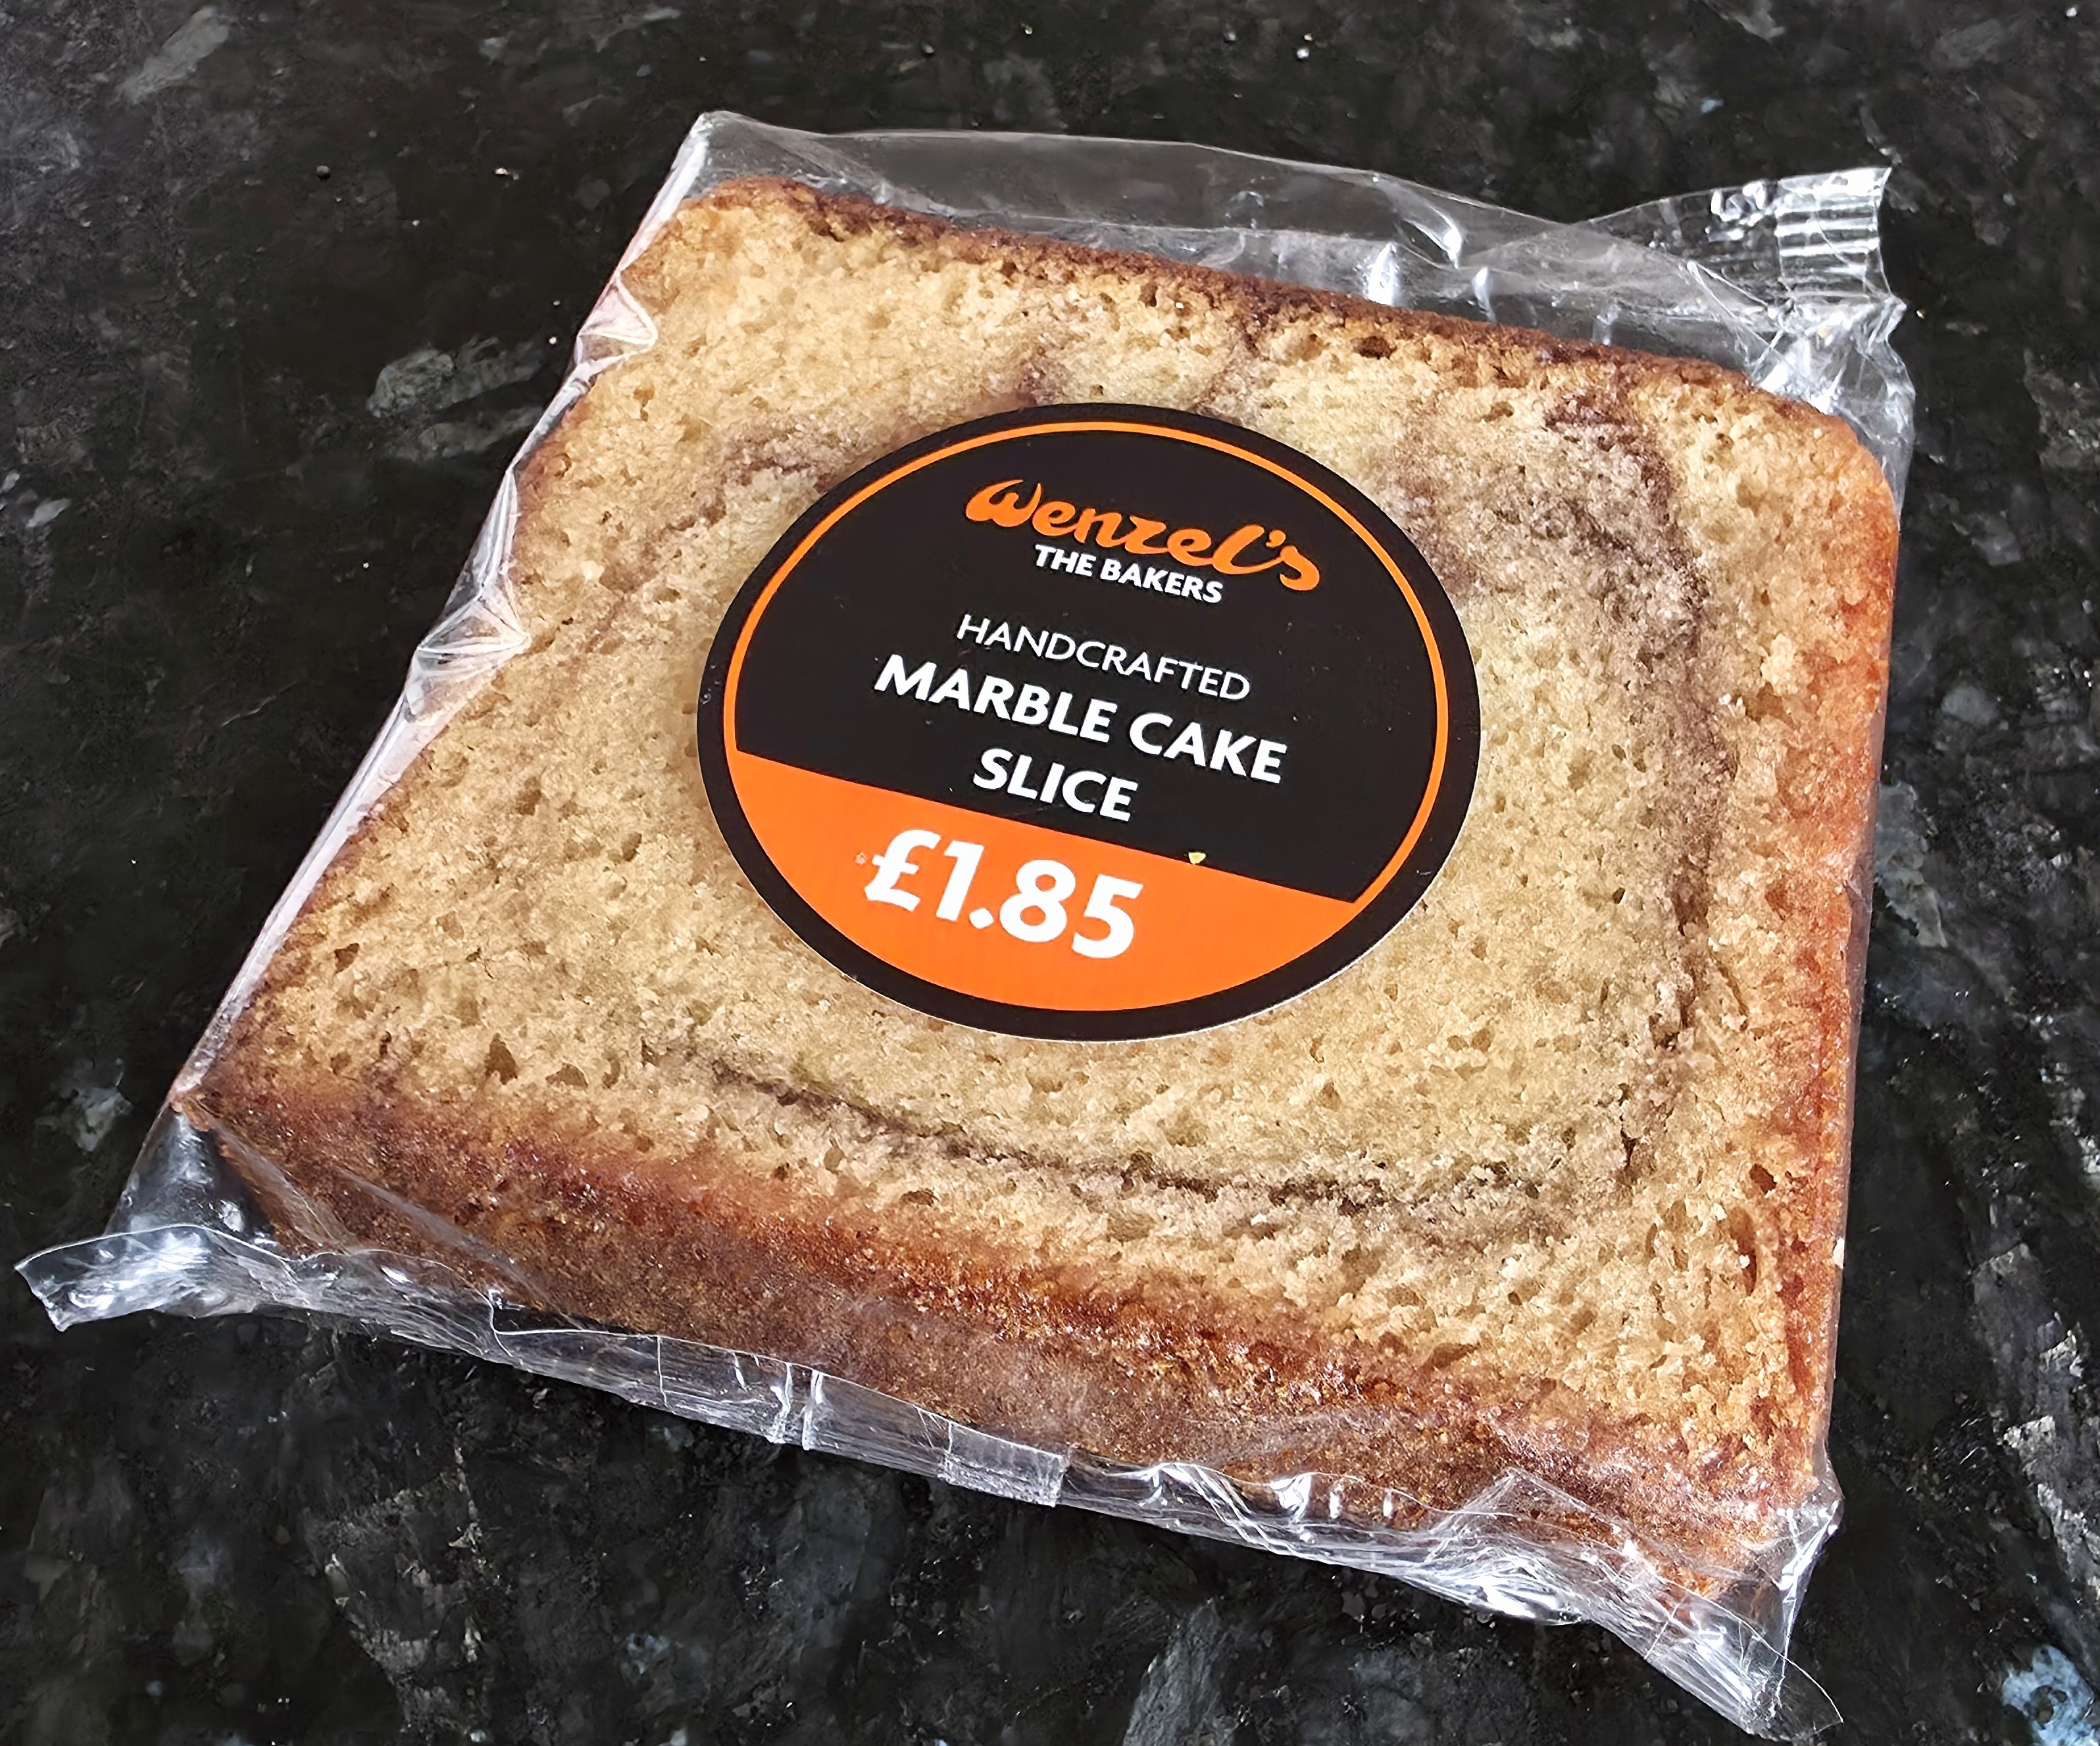 Wenzel's
THE BAKERS
HANDCRAFTED
MARBLE CAKE
SLICE
£1.85